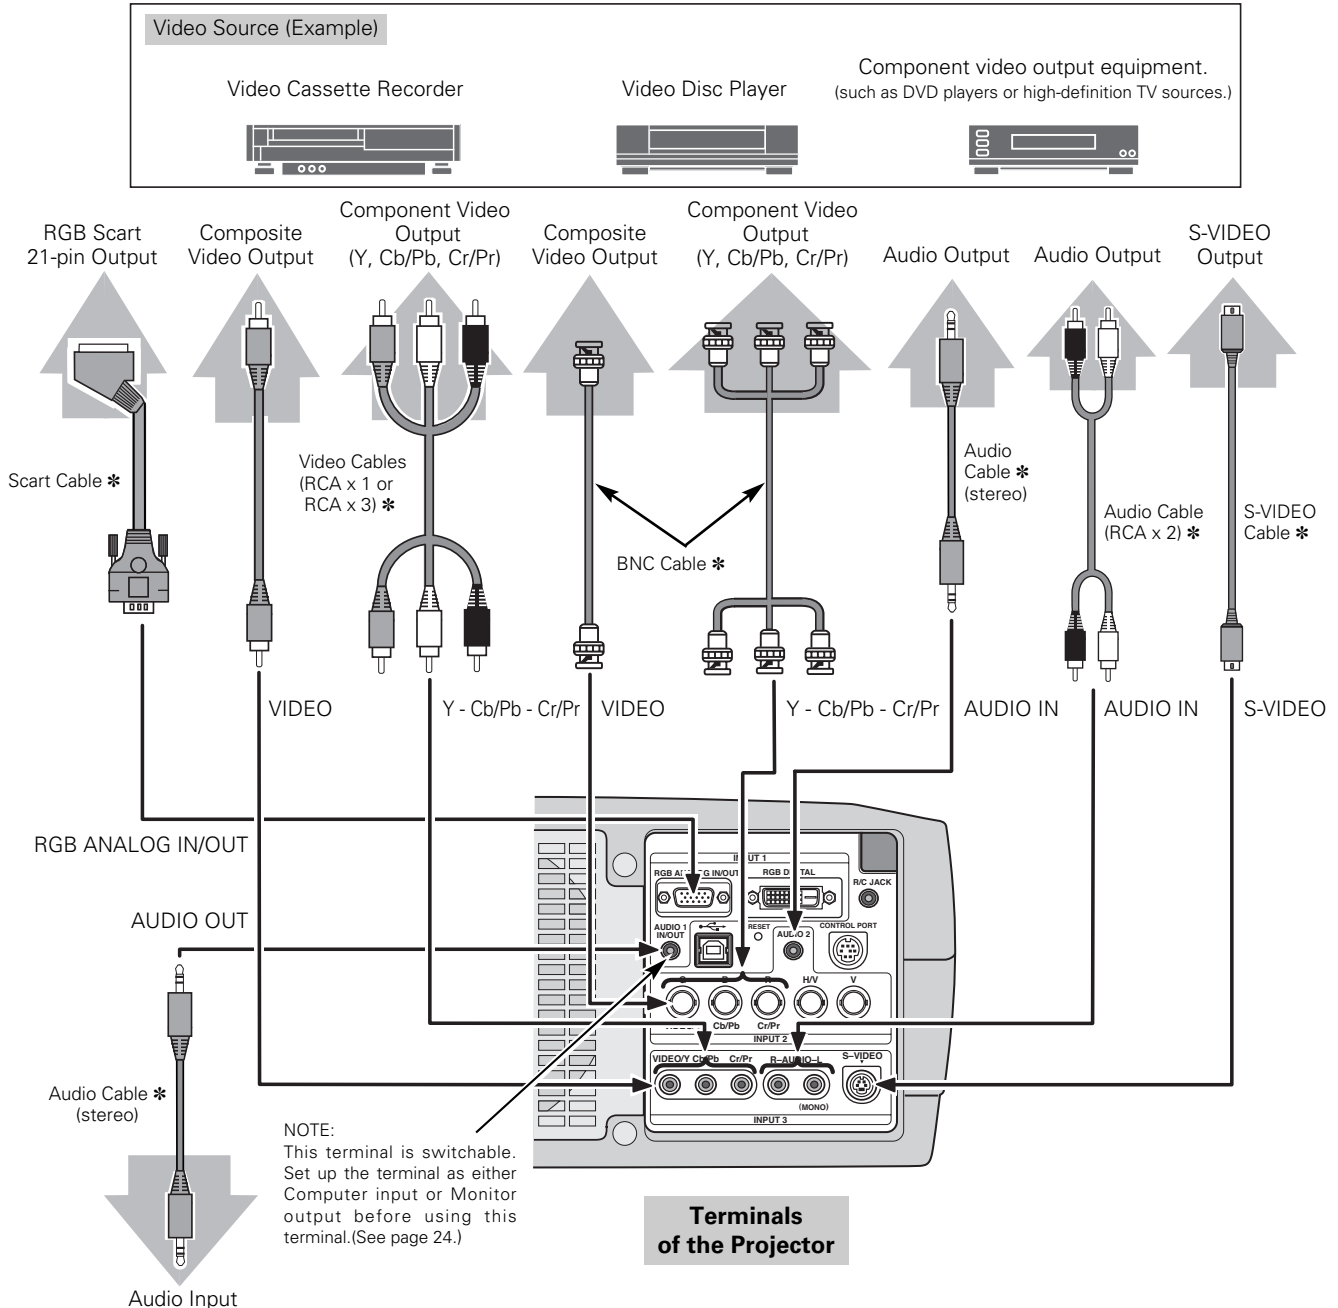 Video Source (Example)
Video Cassette Recorder
Video Disc Player
Component video output equipment.
(such as DVD players or high-definition TV sources.)
RGB Scart
21-pin Output
Composite
Video Output
Component Video
Output
(Y, Cb/Pb, Cr/Pr)
Composite
Video Output
Component Video
Output
(Y, Cb/Pb, Cr/Pr)
Audio Output
Audio Output
S-VIDEO
Output
Scart Cable ✽
Video Cables
(RCA x 1 or
RCA x 3) ✽
BNC Cable ✽
Audio
Cable ✽
(stereo)
Audio Cable
(RCA x 2) ✽
S-VIDEO
Cable ✽
VIDEO
Y - Cb/Pb - Cr/Pr
VIDEO
Y - Cb/Pb - Cr/Pr
AUDIO IN
AUDIO IN
S-VIDEO
RGB ANALOG IN/OUT
AUDIO OUT
INPUT 1
RGB ANALOG IN/OUT
RGB DIGITAL
R/C JACK
AUDIO 1
IN/OUT
RESET
AUDIO 2
CONTROL PORT
G
B
R
H/V
V
VIDEO/Y
Cb/Pb
Cr/Pr
INPUT 2
VIDEO/Y
Cb/Pb
Cr/Pr
R–AUDIO–L
S–VIDEO
(MONO)
INPUT 3
Audio Cable ✽
(stereo)
NOTE:
This terminal is switchable.
Set up the terminal as either
Computer input or Monitor
output before using this
terminal.(See page 24.)
Terminals
of the Projector
Audio Input